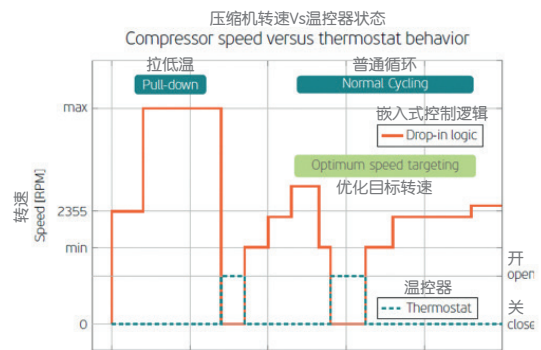 压缩机转速Vs温控器状态
Compressor speed versus thermostat behavior
拉低温
Pull-down
普通循环
Normal Cycling
max
嵌入式控制逻辑
Drop-in logic
Optimum speed targeting
优化目标转速
转速
Speed [RPM]
2355
min
开
open
温控器
Thermostat
关
close
0